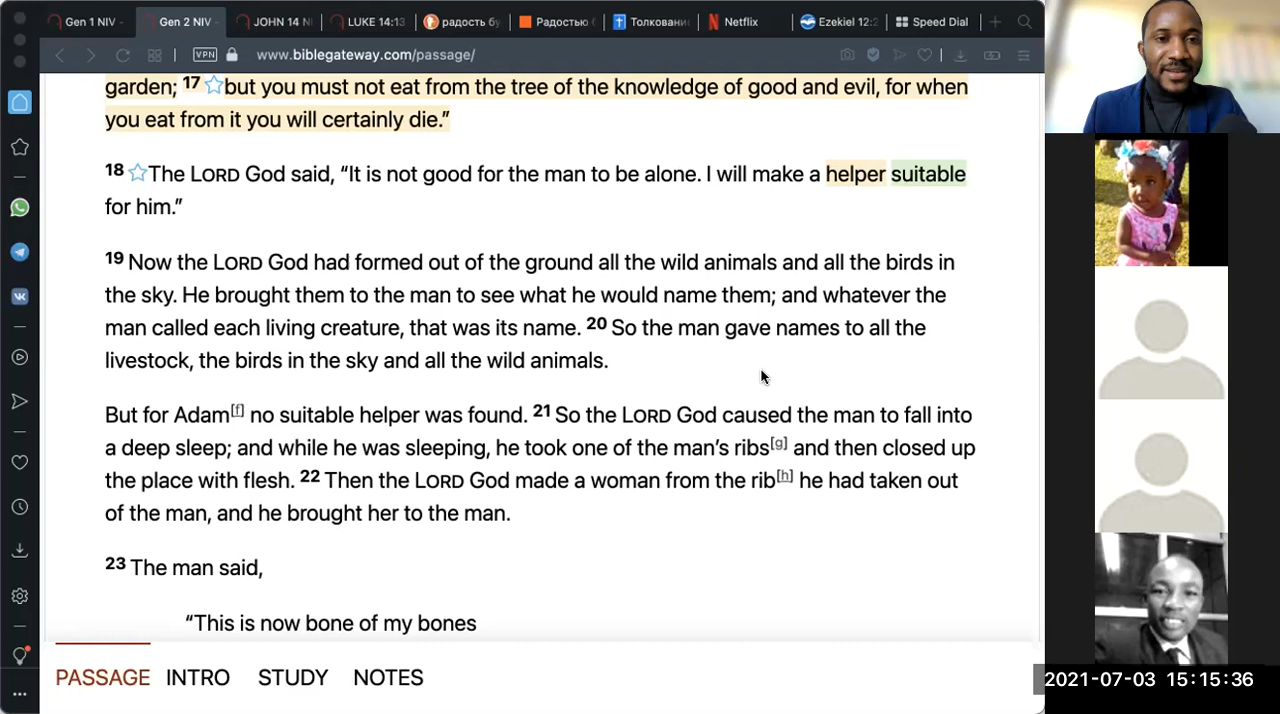 Gen 1 NIV -
Gen 2 NIV -
JOHN 14 NI
LUKE 14:13
радость бу
Радостью
Толковани
Netflix
Ezekiel 12:2
Speed Dial
VPN
www.biblegateway.com/passage/
garden; 17 but you must not eat from the tree of the knowledge of good and evil, for when
you eat from it you will certainly die.”
18 The LORD God said, “It is not good for the man to be alone. I will make a helper suitable
for him.”
19 Now the LORD God had formed out of the ground all the wild animals and all the birds in
the sky. He brought them to the man to see what he would name them; and whatever the
man called each living creature, that was its name. 20 So the man gave names to all the
livestock, the birds in the sky and all the wild animals.
But for Adam[f] no suitable helper was found. 21 So the LORD God caused the man to fall into
a deep sleep; and while he was sleeping, he took one of the man’s ribs[g] and then closed up
the place with flesh. 22 Then the LORD God made a woman from the rib[h] he had taken out
of the man, and he brought her to the man.
23 The man said,
“This is now bone of my bones
PASSAGE INTRO STUDY NOTES
2021-07-03 15:15:36